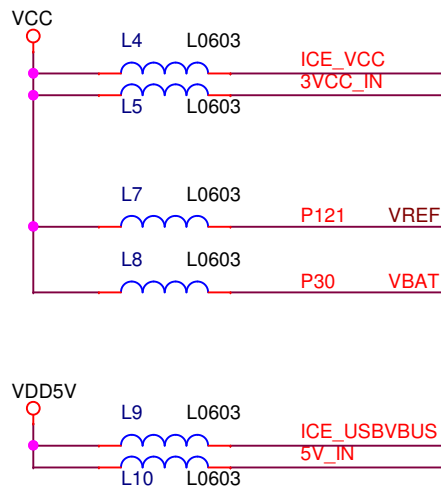 VCC
L4 L0603 ICE_VCC
3VCC_IN
L5 L0603
L7 L0603
P121 VREF
L8 L0603
P30 VBAT
VDD5V
L9 L0603
ICE_USBVBUS
5V_IN
L10 L0603